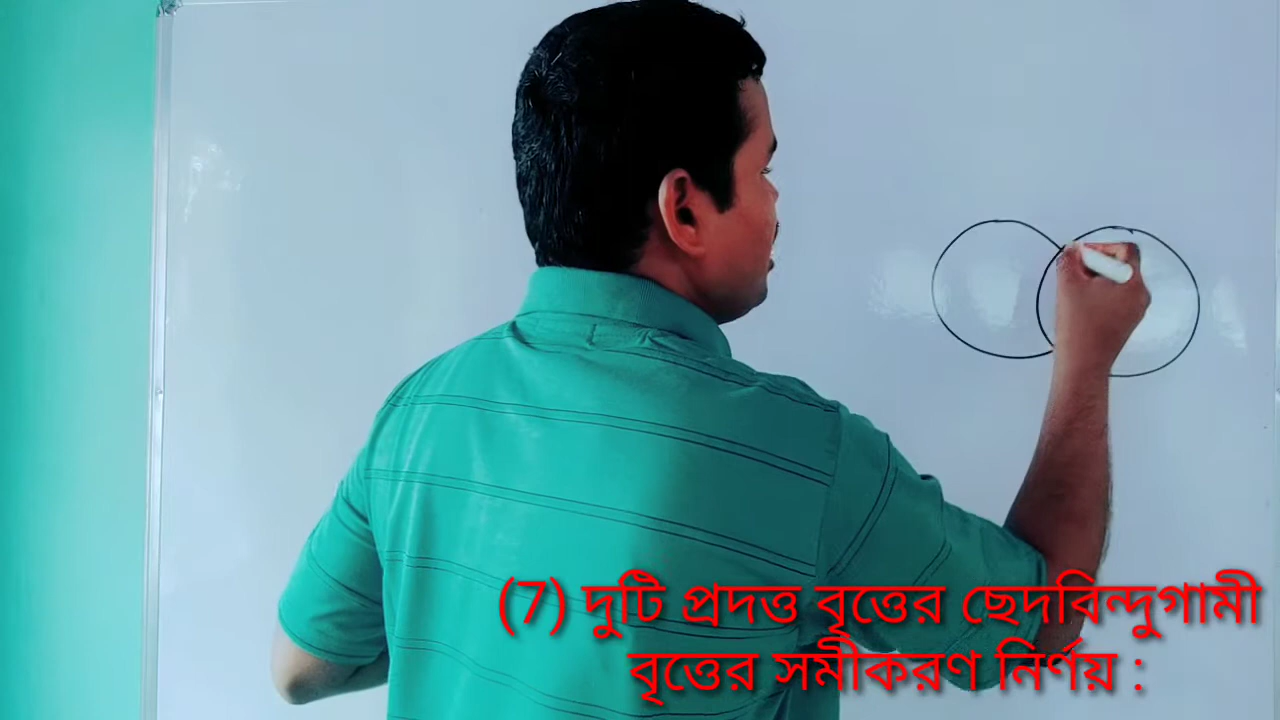 (7) দুটি প্রদত্ত বৃত্তের ছেদবিন্দুগামী
বৃত্তের সমীকরণ নির্ণয় :